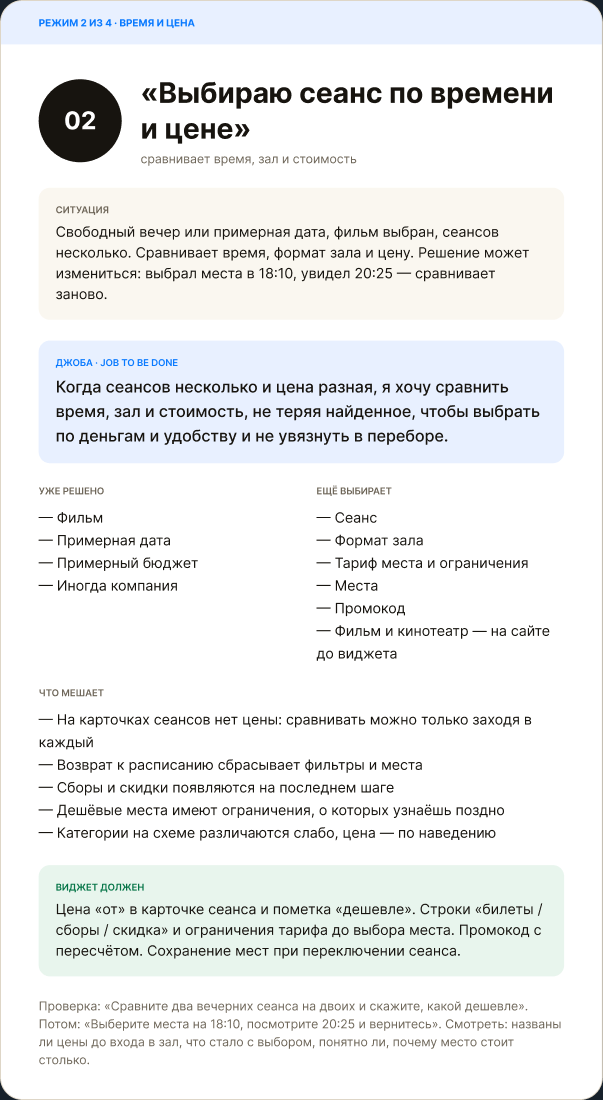 РЕЖИМ 2 ИЗ 4 · ВРЕМЯ И ЦЕНА
02
«Выбираю сеанс по времени
и цене»
сравнивает время, зал и стоимость
СИТУАЦИЯ
Свободный вечер или примерная дата, фильм выбран, сеансов
несколько. Сравнивает время, формат зала и цену. Решение может
измениться: выбрал места в 18:10, увидел 20:25 — сравнивает
заново.
ДЖОБА · JOB TO BE DONE
Когда сеансов несколько и цена разная, я хочу сравнить
время, зал и стоимость, не теряя найденное, чтобы выбрать
по деньгам и удобству и не увязнуть в переборе.
УЖЕ РЕШЕНО
— Фильм
— Примерная дата
— Примерный бюджет
— Иногда компания
ЕЩЁ ВЫБИРАЕТ
— Сеанс
— Формат зала
— Тариф места и ограничения
— Места
— Промокод
— Фильм и кинотеатр — на сайте
до виджета
ЧТО МЕШАЕТ
— На карточках сеансов нет цены: сравнивать можно только заходя в
каждый
— Возврат к расписанию сбрасывает фильтры и места
— Сборы и скидки появляются на последнем шаге
— Дешёвые места имеют ограничения, о которых узнаёшь поздно
— Категории на схеме различаются слабо, цена — по наведению
ВИДЖЕТ ДОЛЖЕН
Цена «от» в карточке сеанса и пометка «дешевле». Строки «билеты /
сборы / скидка» и ограничения тарифа до выбора места. Промокод с
пересчётом. Сохранение мест при переключении сеанса.
Проверка: «Сравните два вечерних сеанса на двоих и скажите, какой дешевле».
Потом: «Выберите места на 18:10, посмотрите 20:25 и вернитесь». Смотреть: названы
ли цены до входа в зал, что стало с выбором, понятно ли, почему место стоит
столько.